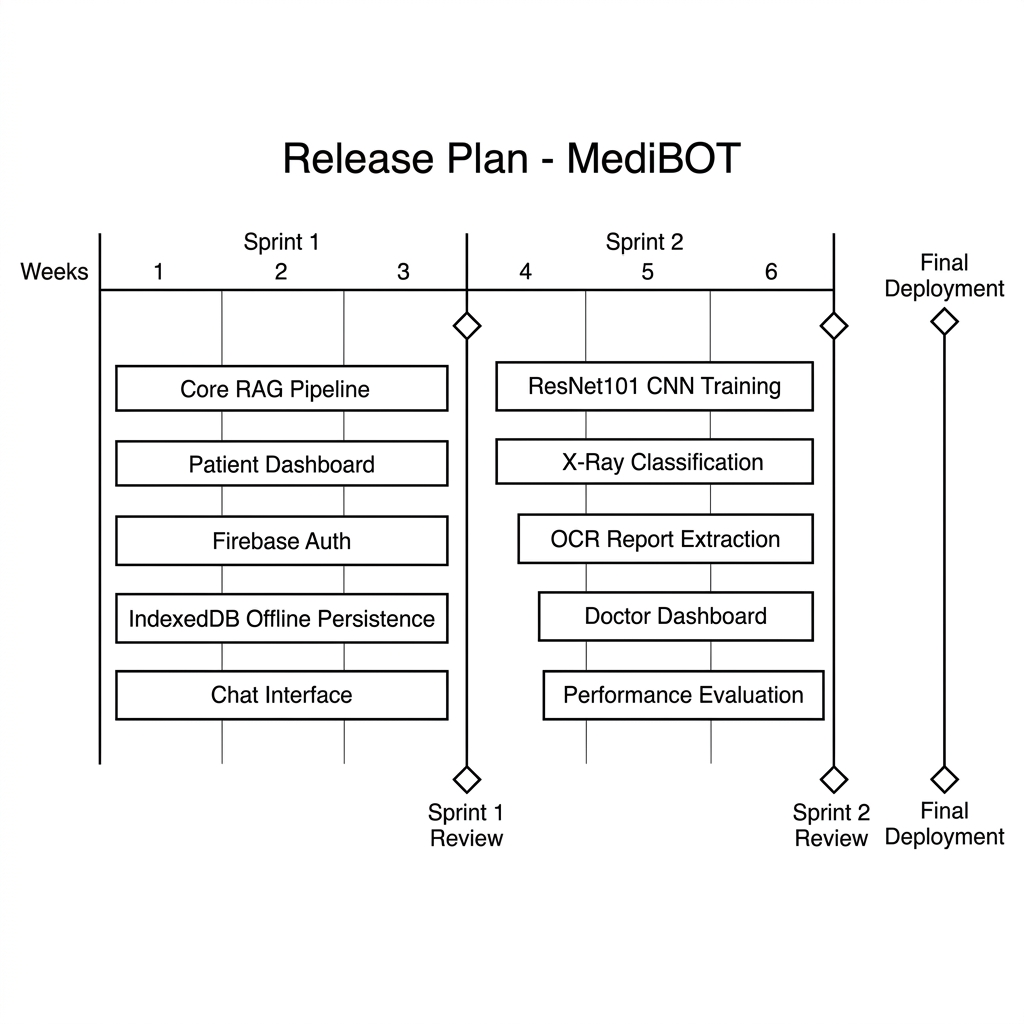 Release Plan - MediBOT
Sprint 1
Sprint 2
Weeks 1 2 3 4 5 6
Final
Deployment
Core RAG Pipeline
ResNet101 CNN Training
Patient Dashboard
X-Ray Classification
Firebase Auth
OCR Report Extraction
IndexedDB Offline Persistence
Doctor Dashboard
Chat Interface
Performance Evaluation
Sprint 1
Review
Sprint 2
Review
Final
Deployment